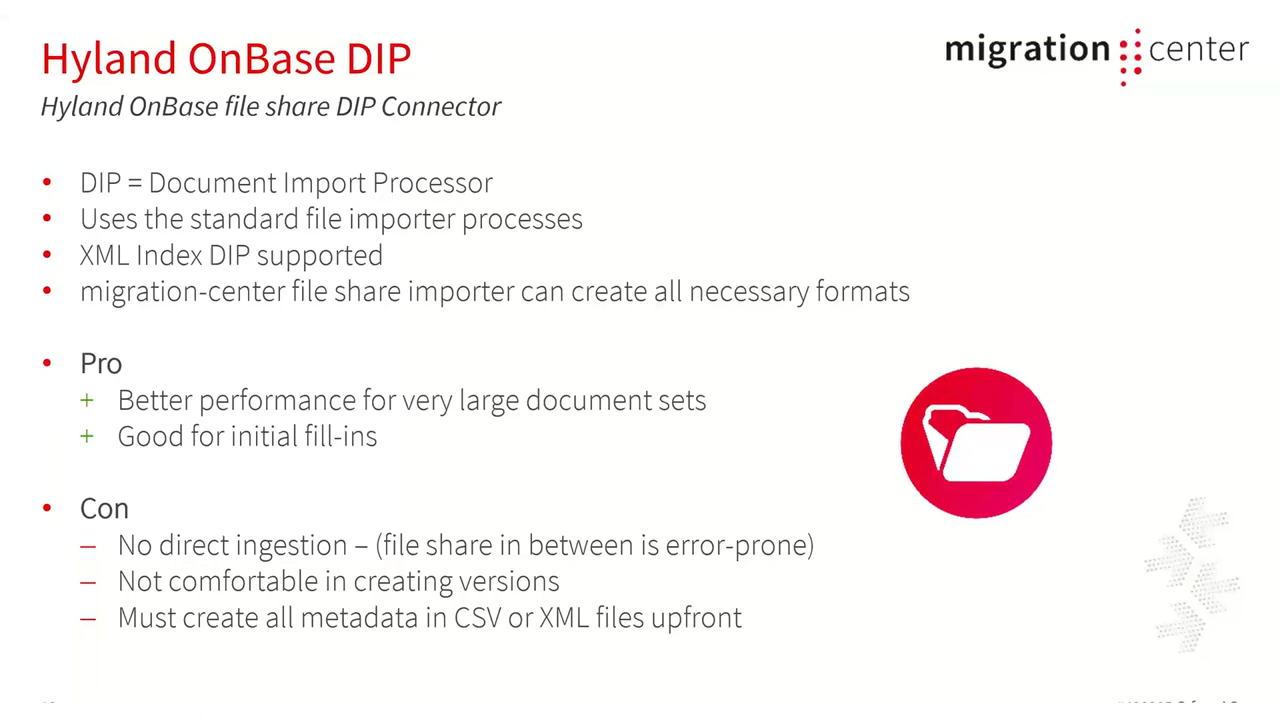 Hyland OnBase DIP
migration center
Hyland OnBase file share DIP Connector
• DIP = Document Import Processor
• Uses the standard file importer processes
• XML Index DIP supported
• migration-center file share importer can create all necessary formats
• Pro
+ Better performance for very large document sets
+ Good for initial fill-ins
• Con
– No direct ingestion – (file share in between is error-prone)
– Not comfortable in creating versions
– Must create all metadata in CSV or XML files upfront